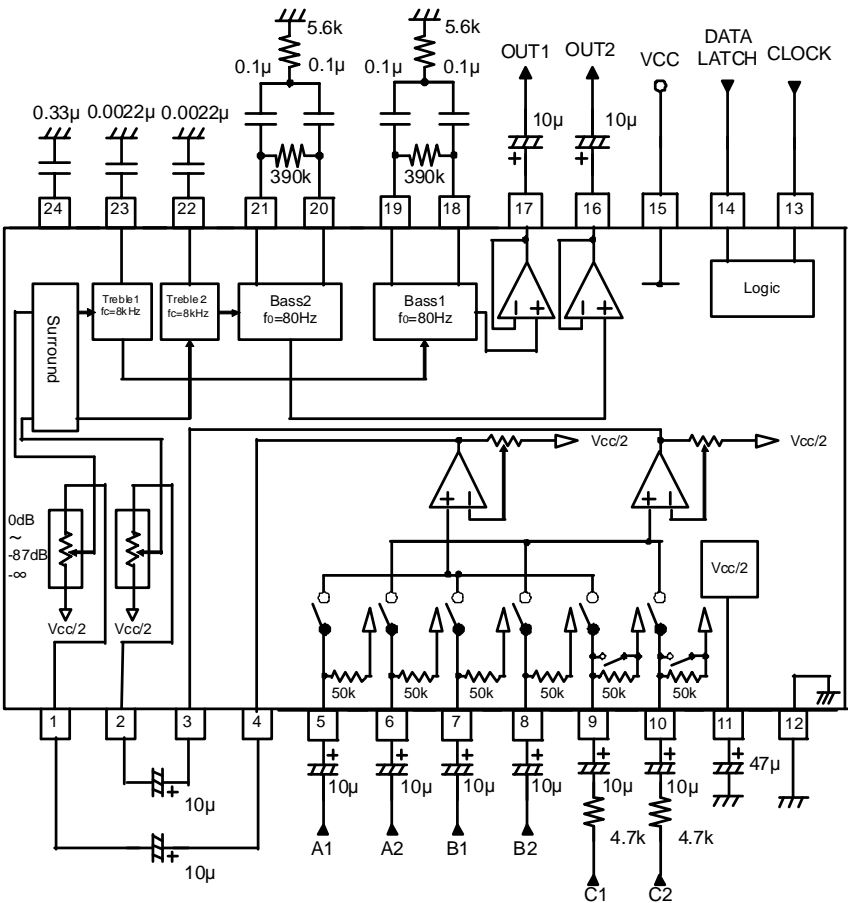 5.6k
5.6k
OUT1
OUT2
VCC
DATA
LATCH
CLOCK
0.1µ
0.1µ
0.1µ
0.1µ
0.33µ
0.0022µ
0.0022µ
10µ
10µ
+
+
390k
390k
24
23
22
21
20
19
18
17
16
15
14
13
Surround
Treble1
fc=8kHz
Treble 2
fc=8kHz
Bass2
f0=80Hz
Bass1
f0=80Hz
Logic
Vcc/2
Vcc/2
0dB
~
-87dB
-∞
Vcc/2
Vcc/2
Vcc/2
50k
50k
50k
50k
50k
50k
1
2
3
4
5
6
7
8
9
10
11
12
+
+
+
+
+
+
+
10µ
10µ
10µ
10µ
10µ
10µ
47µ
+
10µ
+
10µ
4.7k
4.7k
A1
A2
B1
B2
C1
C2